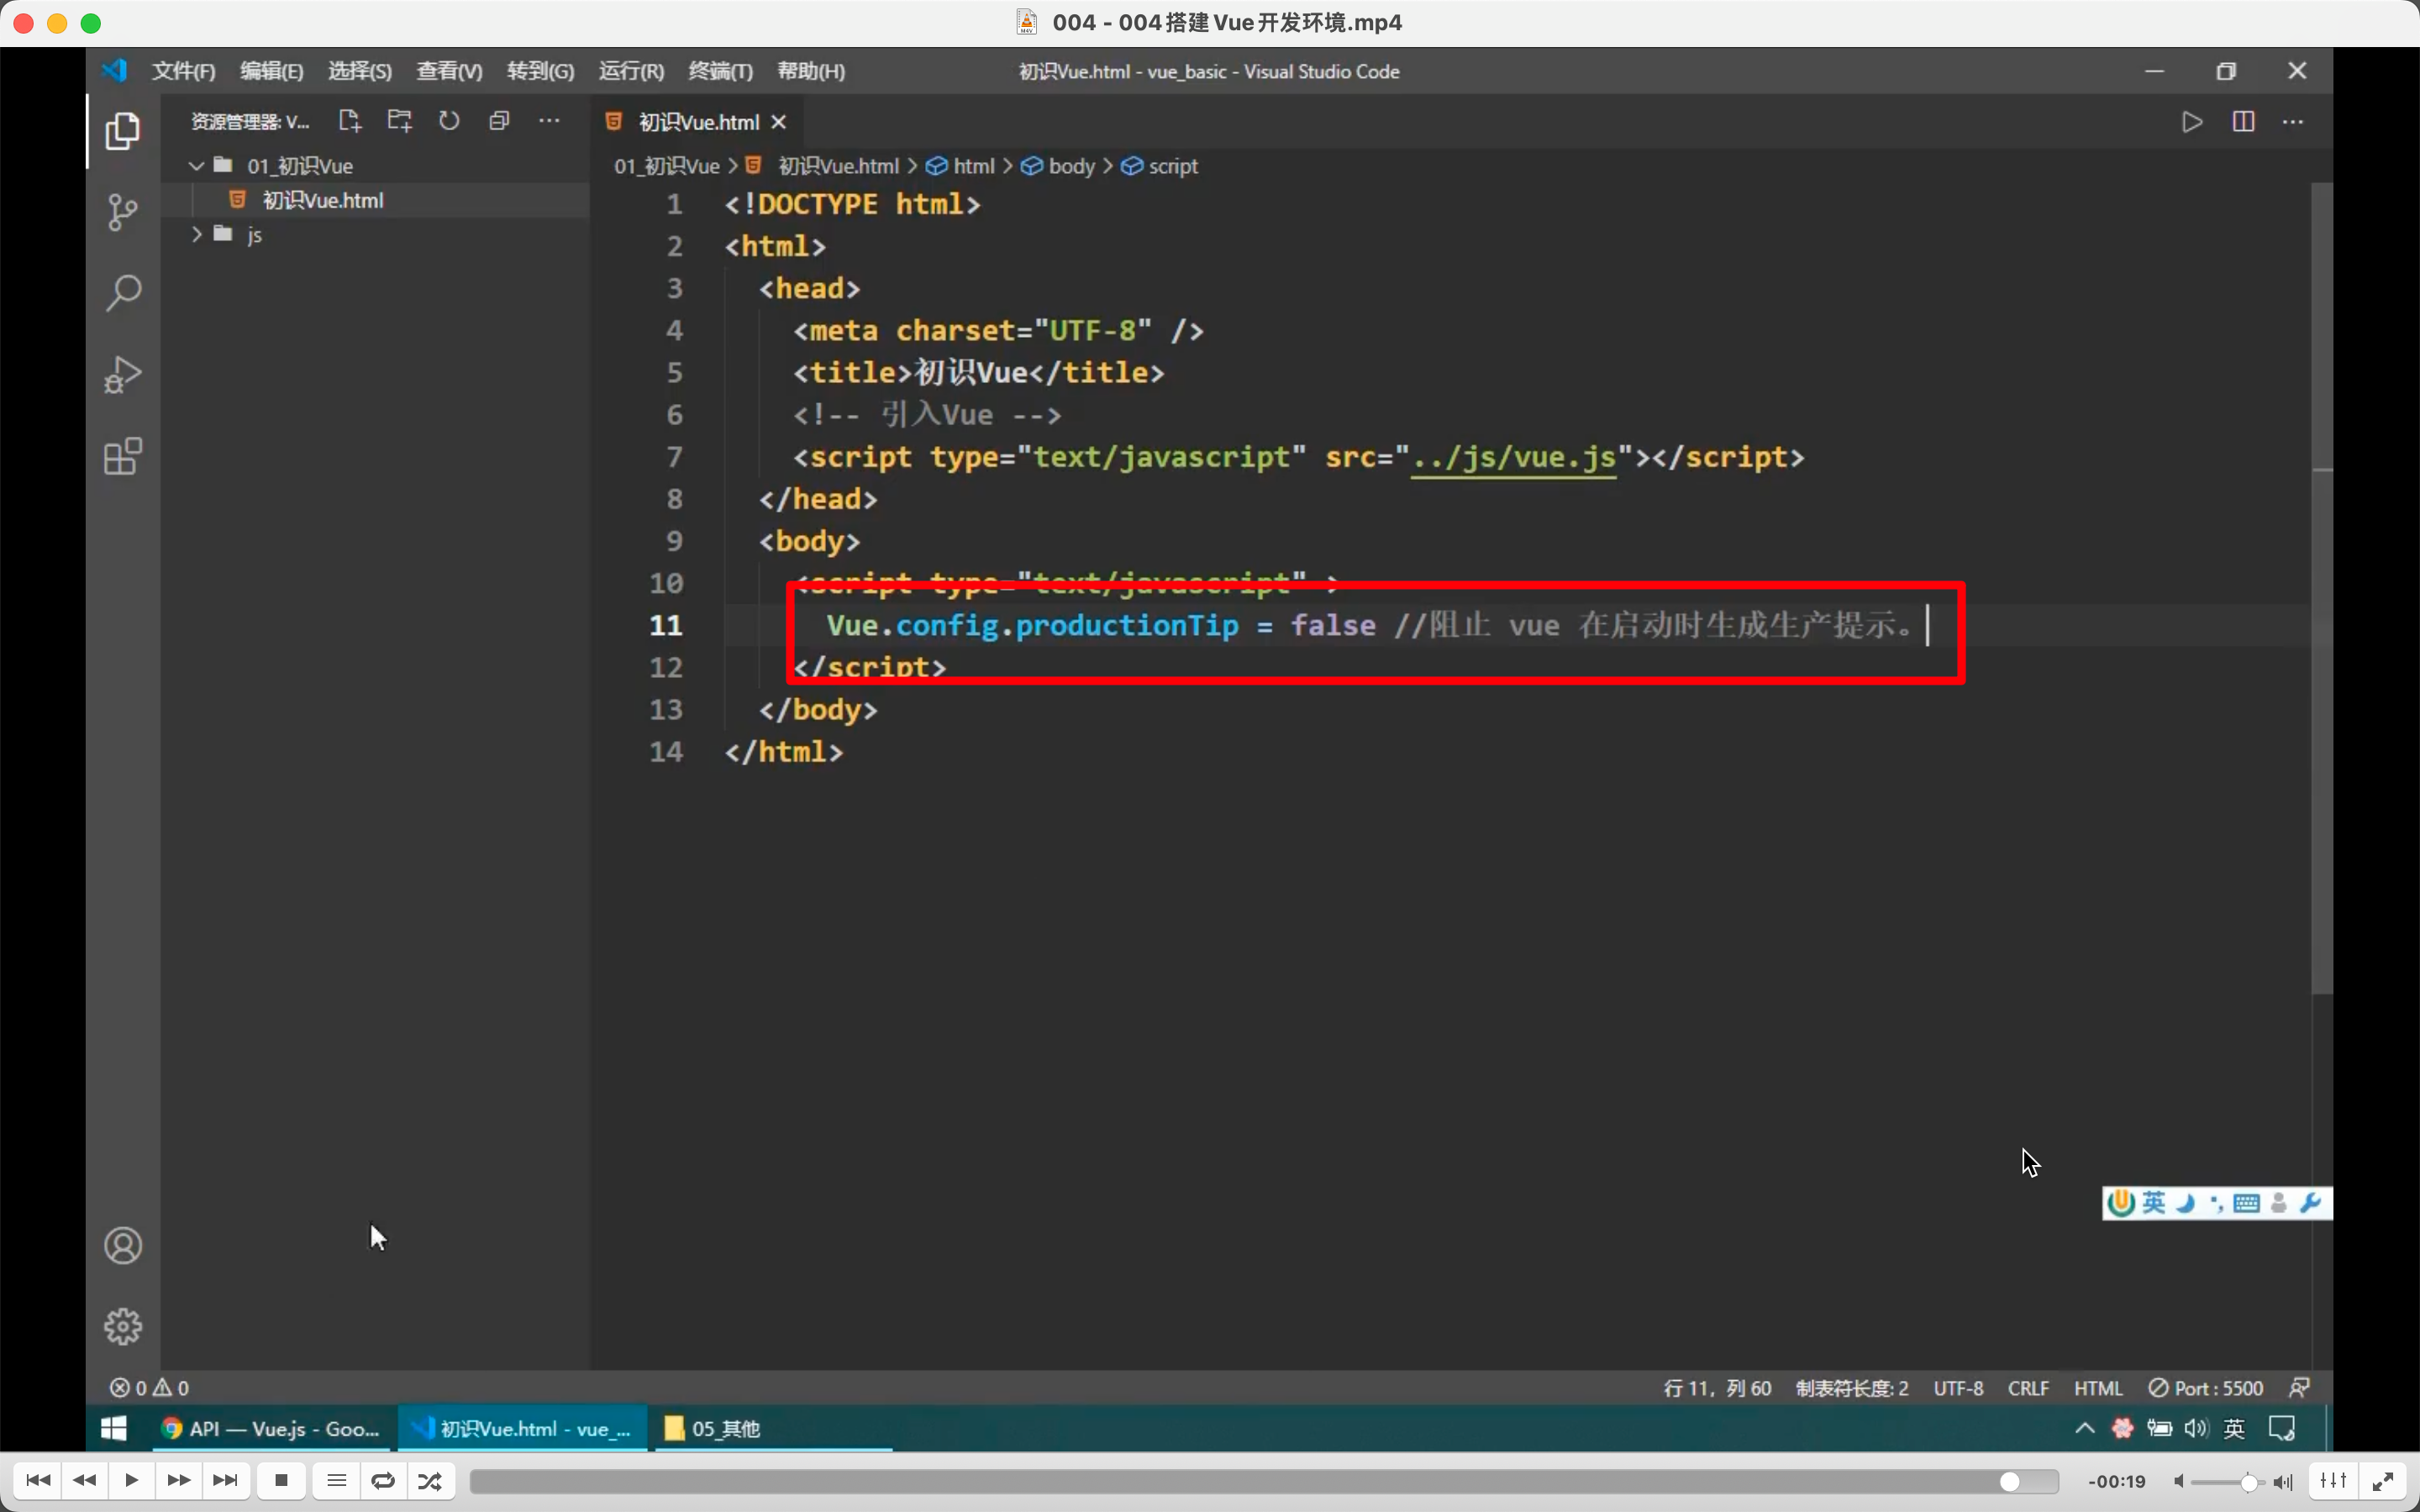 004 - 004搭建Vue开发环境.mp4
文件(F) 编辑(E) 选择(S) 查看(V) 转到(G) 运行(R) 终端(T) 帮助(H) 初识Vue.html - vue_basic - Visual Studio Code
资源管理器: V...
初识Vue.html
01_初识Vue
初识Vue.html
js
01_初识Vue > 初识Vue.html > html > body > script
1 <!DOCTYPE html>
2 <html>
3 <head>
4 <meta charset="UTF-8" />
5 <title>初识Vue</title>
6 <!-- 引入Vue -->
7 <script type="text/javascript" src="../js/vue.js"></script>
8 </head>
9 <body>
10 <script type="text/javascript" >
11 Vue.config.productionTip = false //阻止 vue 在启动时生成生产提示。
12 </script>
13 </body>
14 </html>
英
0 0 行 11, 列 60 制表符长度: 2 UTF-8 CRLF HTML Port : 5500
API — Vue.js - Goo... 初识Vue.html - vue_... 05_其他 英
-00:19